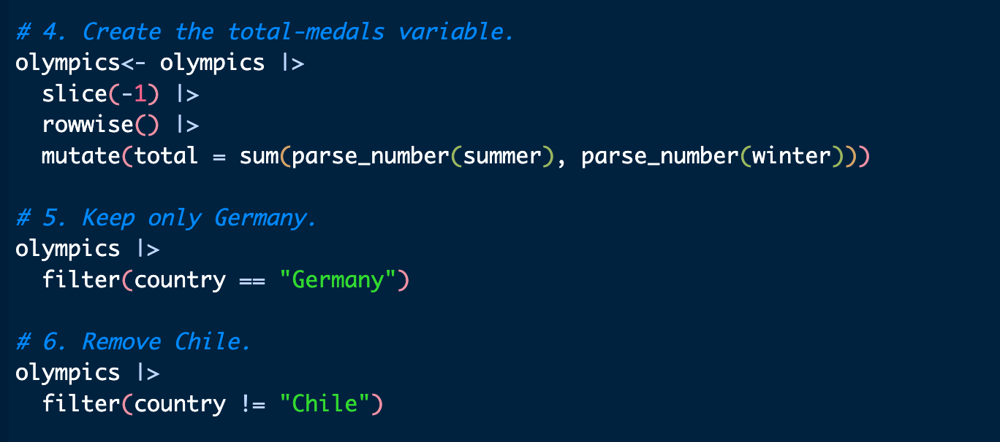 # 4. Create the total-medals variable.
olympics<- olympics |>
  slice(-1) |>
  rowwise() |>
  mutate(total = sum(parse_number(summer), parse_number(winter)))

# 5. Keep only Germany.
olympics |>
  filter(country == "Germany")

# 6. Remove Chile.
olympics |>
  filter(country != "Chile")